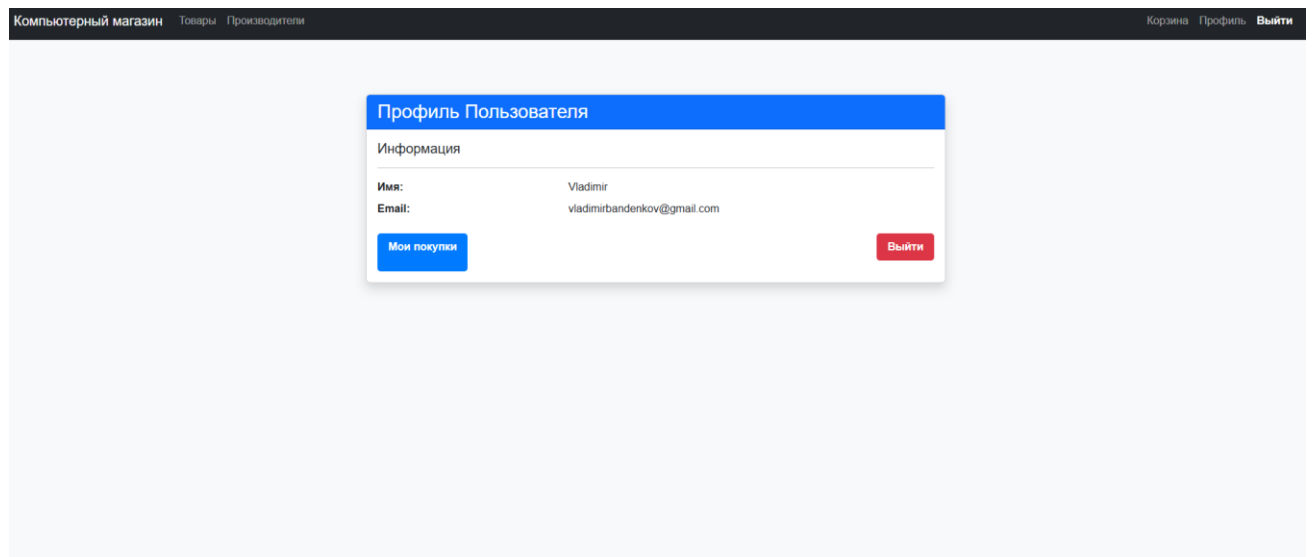 Компьютерный магазин Товары Производители Корзина Профиль Выйти
Профиль Пользователя
Информация
Имя: Vladimir
Email: vladimirbandenkov@gmail.com
Мои покупки Выйти